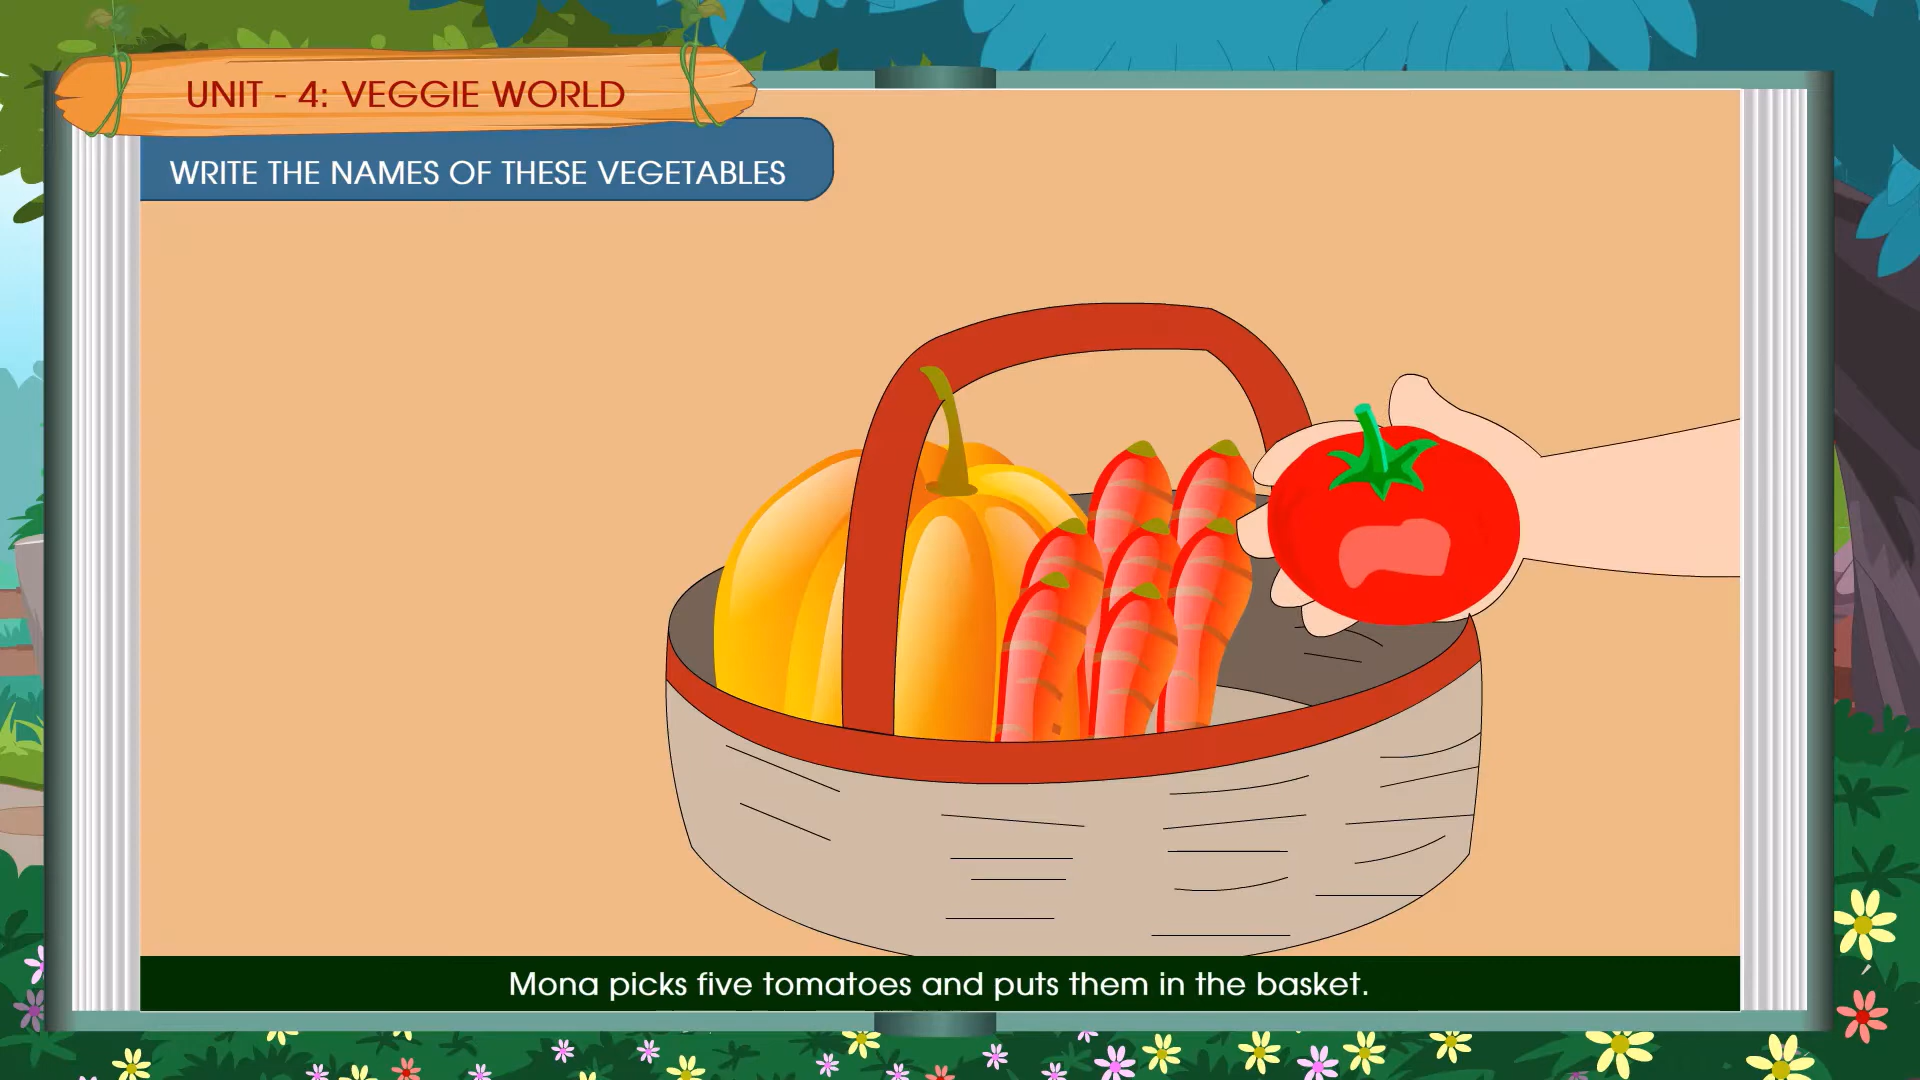 UNIT - 4: VEGGIE WORLD
WRITE THE NAMES OF THESE VEGETABLES
Mona picks five tomatoes and puts them in the basket.